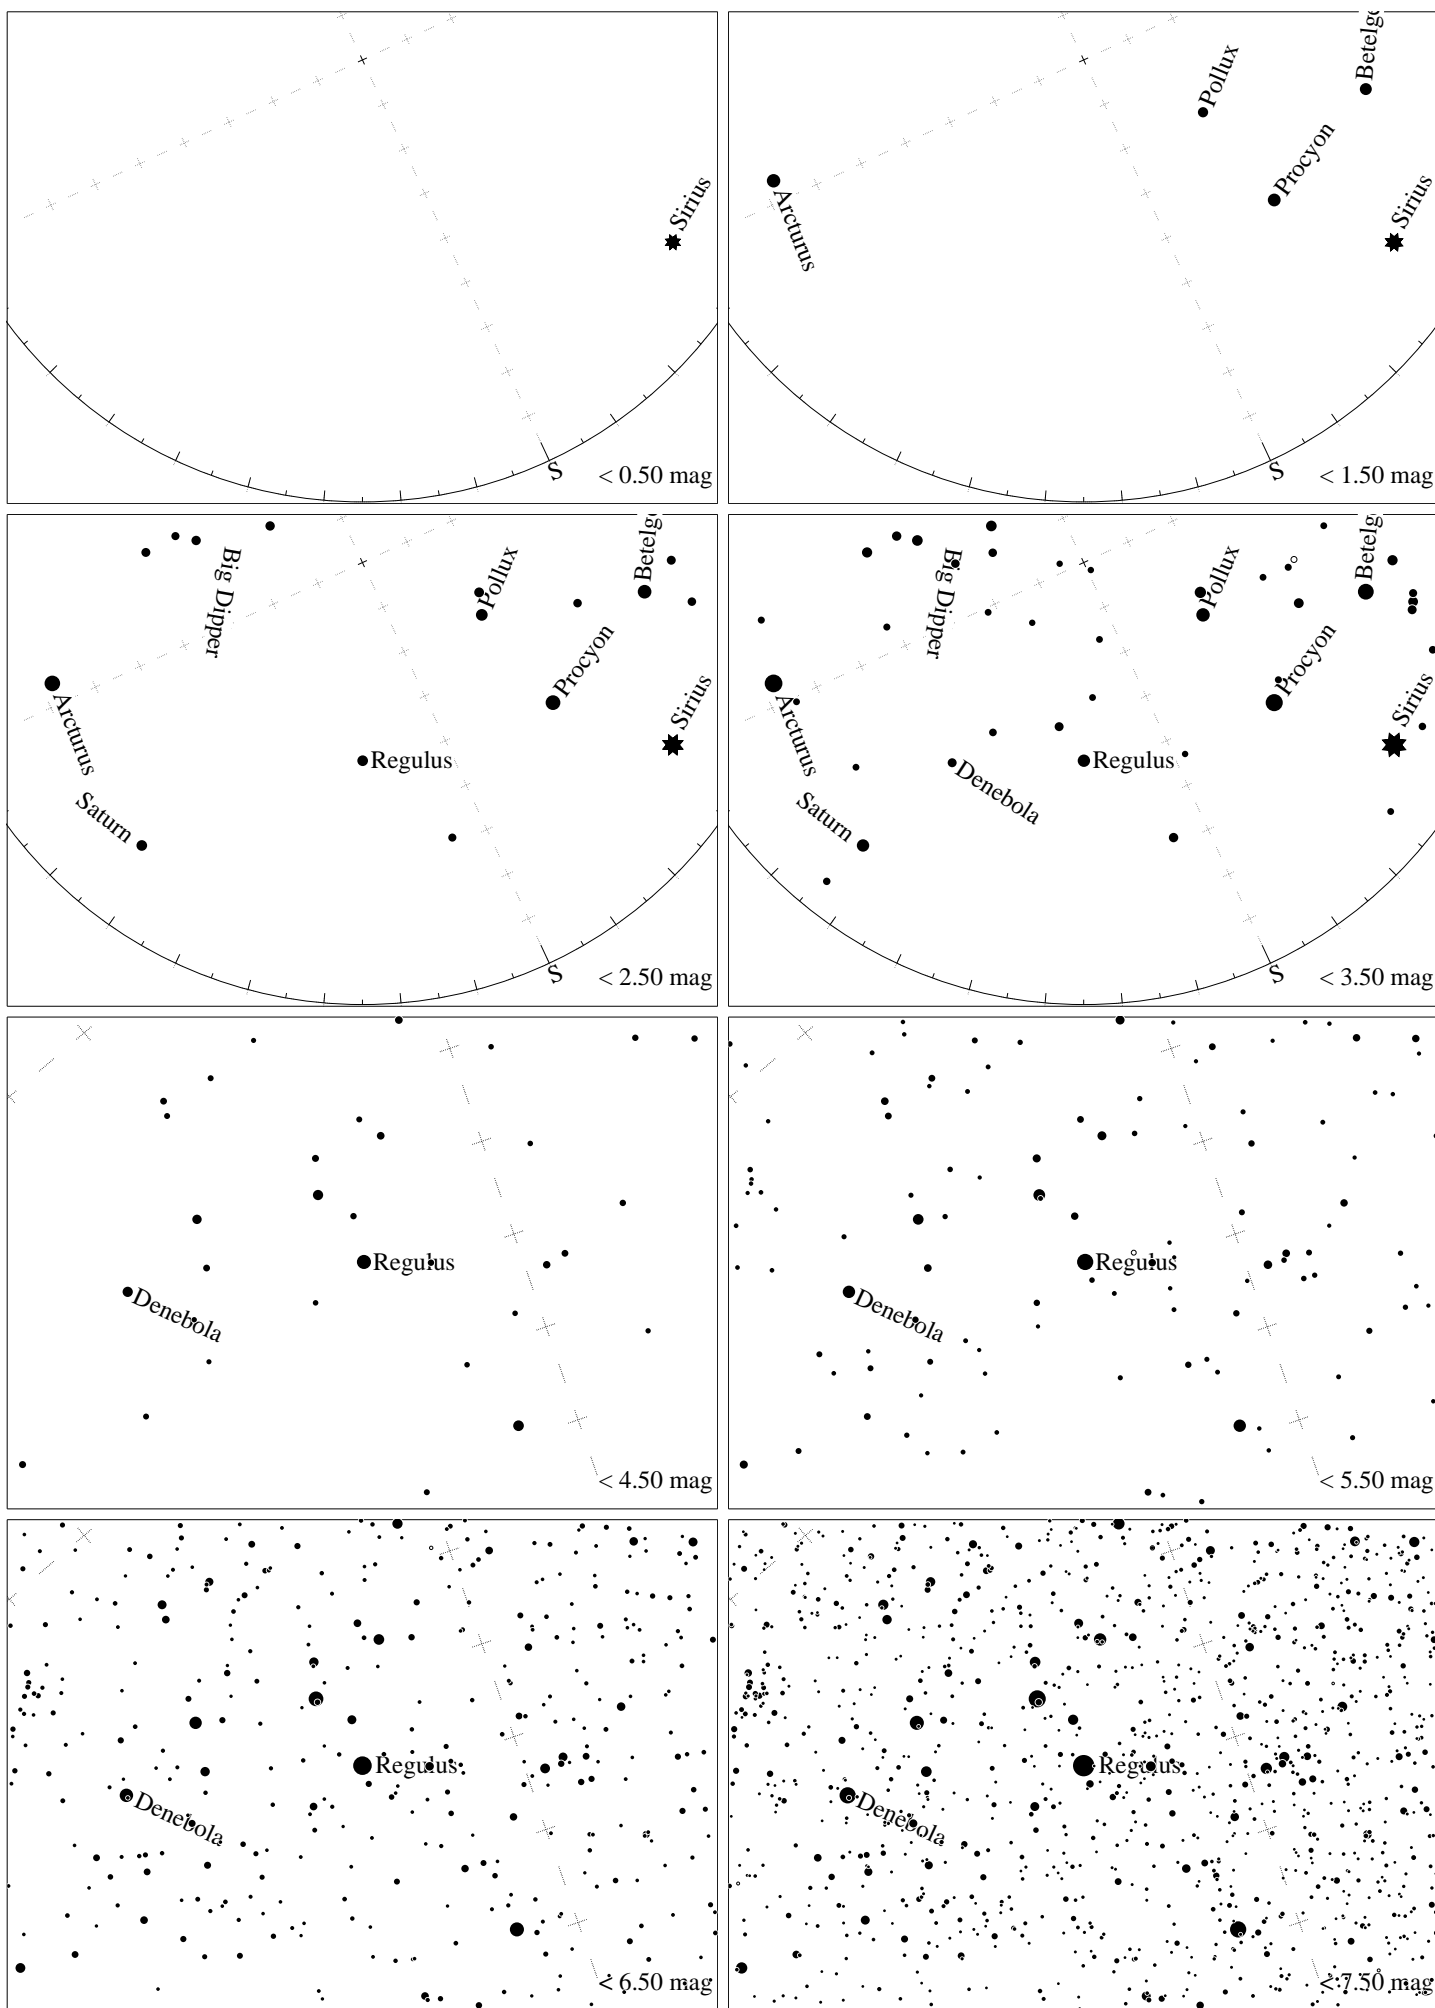 Sirius
S
< 0.50 mag
Betelg
Pollux
Procyon
Arcturus
Sirius
S
< 1.50 mag
Big Dipper
Betelg
Pollux
Procyon
Arcturus
Sirius
Regulus
Saturn
S
< 2.50 mag
Big Dipper
Betelg
Pollux
Procyon
Arcturus
Sirius
Regulus
Denebola
Saturn
S
< 3.50 mag
Regulus
Denebola
< 4.50 mag
Regulus
Denebola
< 5.50 mag
Regulus
Denebola
< 6.50 mag
Regulus
Denebola
< 7.50 mag